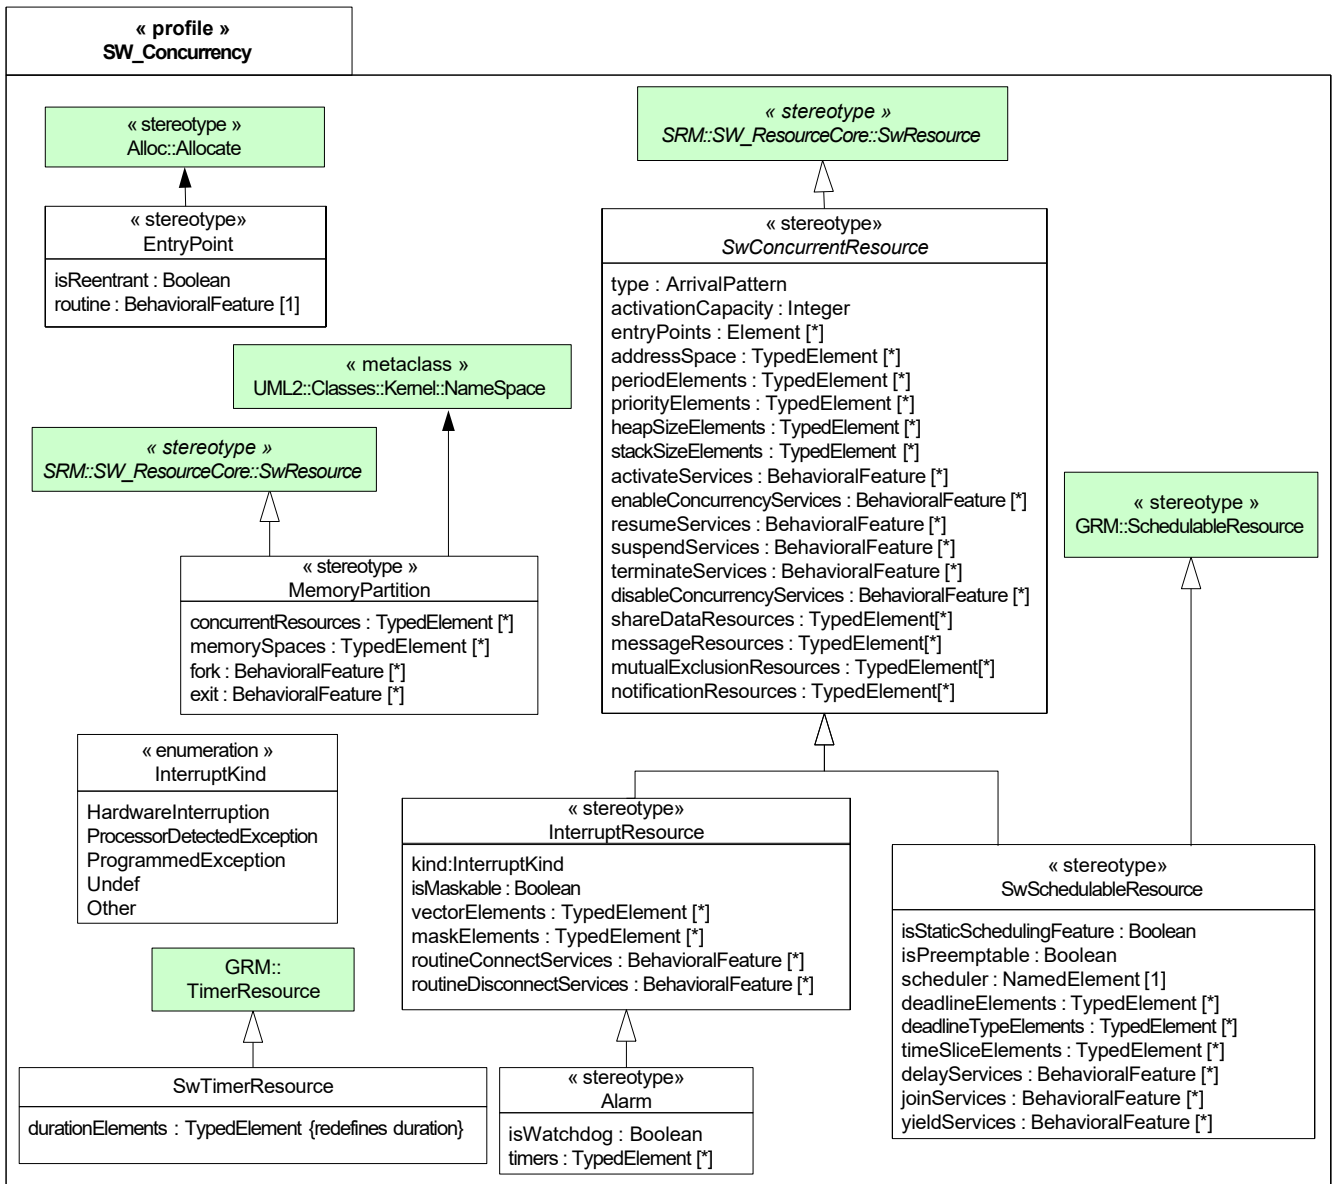 « profile »
SW_Concurrency
« stereotype »
Alloc::Allocate
« stereotype»
EntryPoint
isReentrant : Boolean
routine : BehavioralFeature [1]
« metaclass »
UML2::Classes::Kernel::NameSpace
« stereotype »
SRM::SW_ResourceCore::SwResource
« stereotype »
MemoryPartition
concurrentResources : TypedElement [*]
memorySpaces : TypedElement [*]
fork : BehavioralFeature [*]
exit : BehavioralFeature [*]
« enumeration »
InterruptKind
HardwareInterruption
ProcessorDetectedException
ProgrammedException
Undef
Other
GRM::
TimerResource
SwTimerResource
durationElements : TypedElement {redefines duration}
« stereotype »
SRM::SW_ResourceCore::SwResource
« stereotype»
SwConcurrentResource
type : ArrivalPattern
activationCapacity : Integer
entryPoints : Element [*]
addressSpace : TypedElement [*]
periodElements : TypedElement [*]
priorityElements : TypedElement [*]
heapSizeElements : TypedElement [*]
stackSizeElements : TypedElement [*]
activateServices : BehavioralFeature [*]
enableConcurrencyServices : BehavioralFeature [*]
resumeServices : BehavioralFeature [*]
suspendServices : BehavioralFeature [*]
terminateServices : BehavioralFeature [*]
disableConcurrencyServices : BehavioralFeature [*]
shareDataResources : TypedElement[*]
messageResources : TypedElement[*]
mutualExclusionResources : TypedElement[*]
notificationResources : TypedElement[*]
« stereotype»
InterruptResource
kind:InterruptKind
isMaskable : Boolean
vectorElements : TypedElement [*]
maskElements : TypedElement [*]
routineConnectServices : BehavioralFeature [*]
routineDisconnectServices : BehavioralFeature [*]
« stereotype»
Alarm
isWatchdog : Boolean
timers : TypedElement [*]
« stereotype »
GRM::SchedulableResource
« stereotype»
SwSchedulableResource
isStaticSchedulingFeature : Boolean
isPreemptable : Boolean
scheduler : NamedElement [1]
deadlineElements : TypedElement [*]
deadlineTypeElements : TypedElement [*]
timeSliceElements : TypedElement [*]
delayServices : BehavioralFeature [*]
joinServices : BehavioralFeature [*]
yieldServices : BehavioralFeature [*]